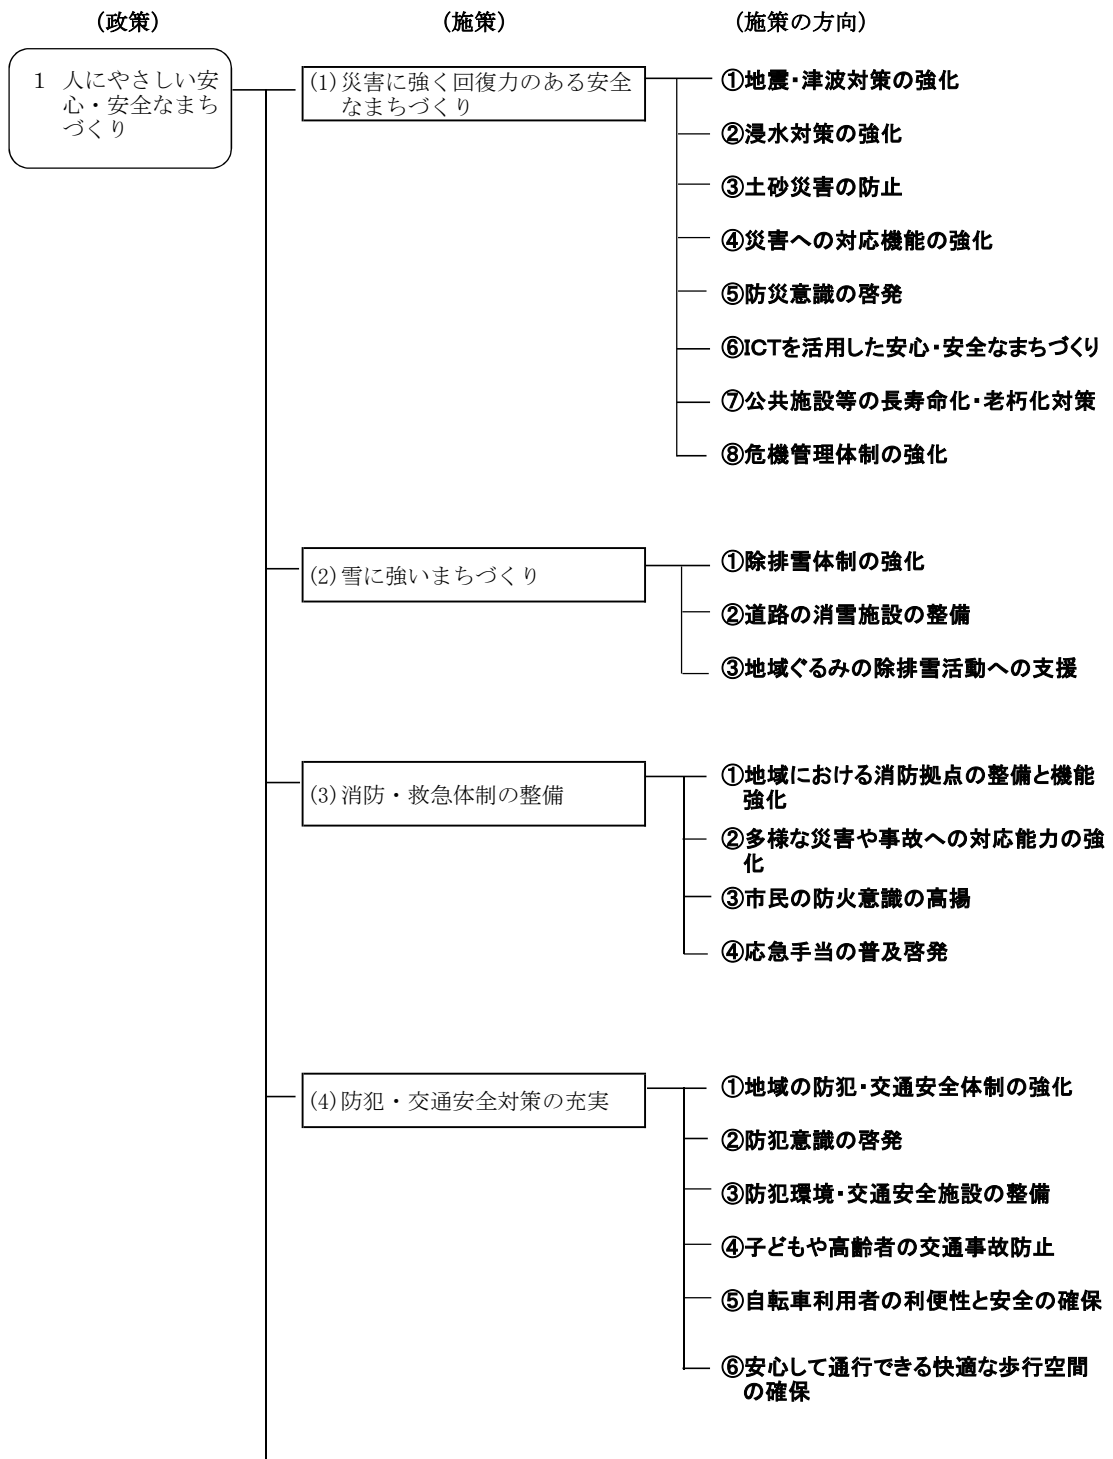 (政策)
(施策)
(施策の方向)
1 人にやさしい安
心・安全なまち
づくり
(1)災害に強く回復力のある安全
なまちづくり
①地震・津波対策の強化
②浸水対策の強化
③土砂災害の防止
④災害への対応機能の強化
⑤防災意識の啓発
⑥ICTを活用した安心・安全なまちづくり
⑦公共施設等の長寿命化・老朽化対策
⑧危機管理体制の強化
(2)雪に強いまちづくり
①除排雪体制の強化
②道路の消雪施設の整備
③地域ぐるみの除排雪活動への支援
(3)消防・救急体制の整備
①地域における消防拠点の整備と機能
強化
②多様な災害や事故への対応能力の強
化
③市民の防火意識の高揚
④応急手当の普及啓発
(4)防犯・交通安全対策の充実
①地域の防犯・交通安全体制の強化
②防犯意識の啓発
③防犯環境・交通安全施設の整備
④子どもや高齢者の交通事故防止
⑤自転車利用者の利便性と安全の確保
⑥安心して通行できる快適な歩行空間
の確保